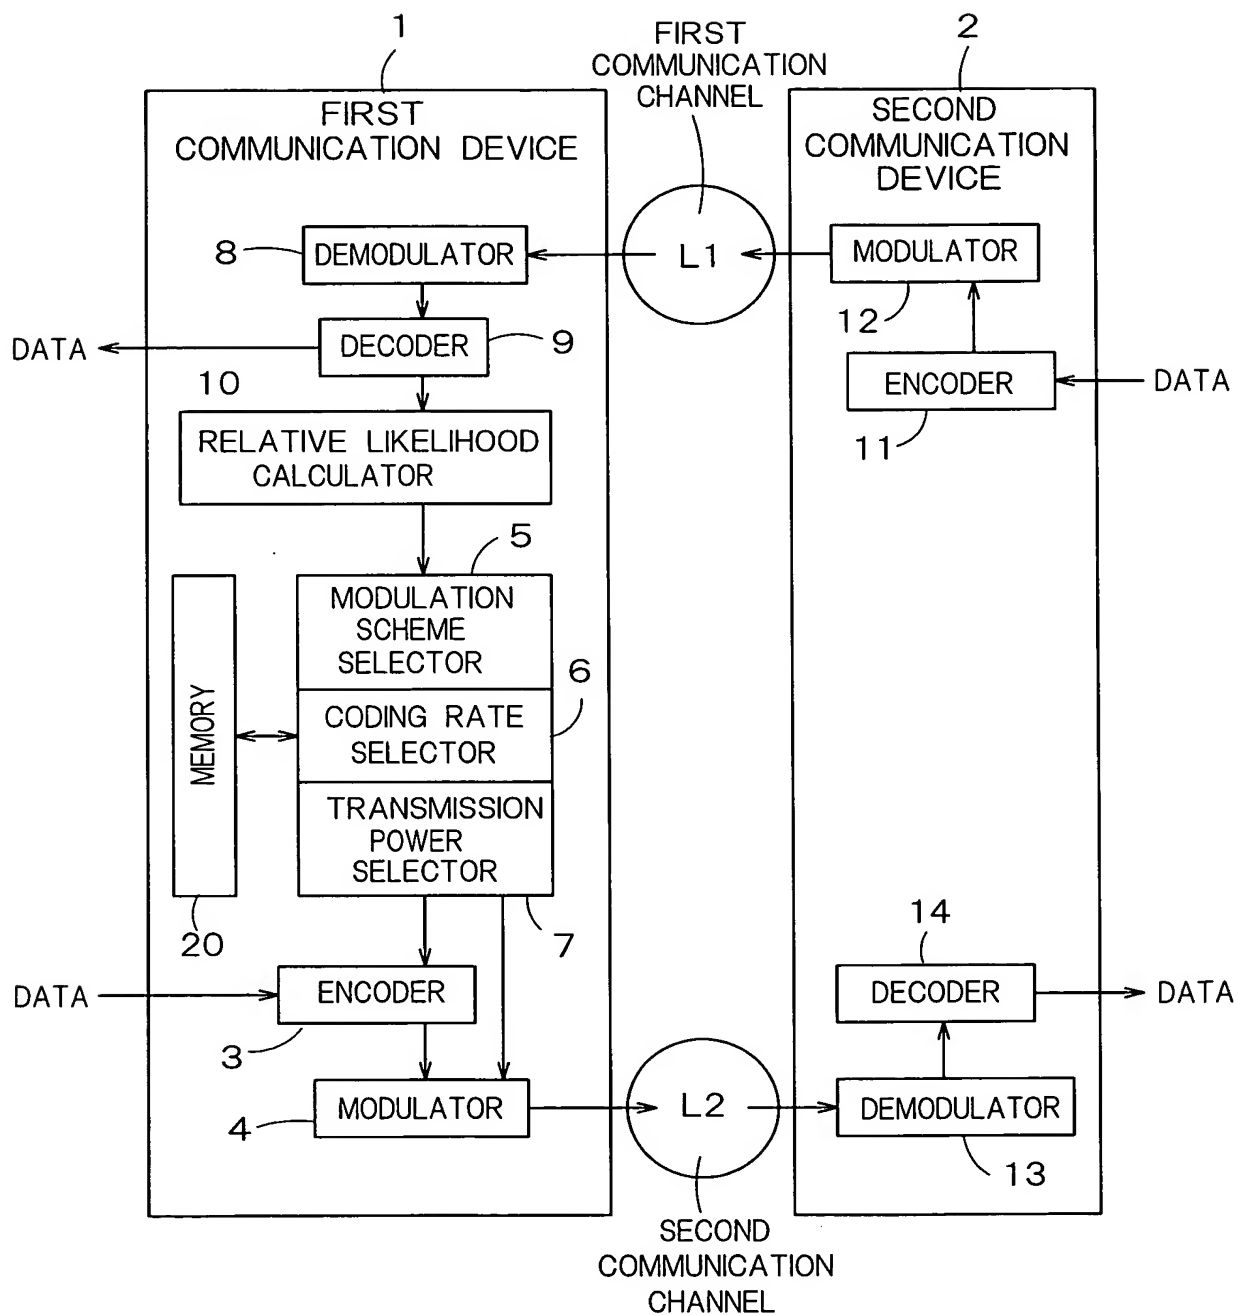 1
FIRST
COMMUNICATION
CHANNEL
2
FIRST
COMMUNICATION DEVICE
SECOND
COMMUNICATION
DEVICE
8
DEMODULATOR
L1
MODULATOR
12
DATA
DECODER
9
ENCODER
DATA
11
10
RELATIVE LIKELIHOOD
CALCULATOR
5
MODULATION
SCHEME
SELECTOR
6
MEMORY
CODING RATE
SELECTOR
TRANSMISSION
POWER
SELECTOR
20
7
14
DATA
ENCODER
3
DECODER
DATA
MODULATOR
4
L2
DEMODULATOR
13
SECOND
COMMUNICATION
CHANNEL